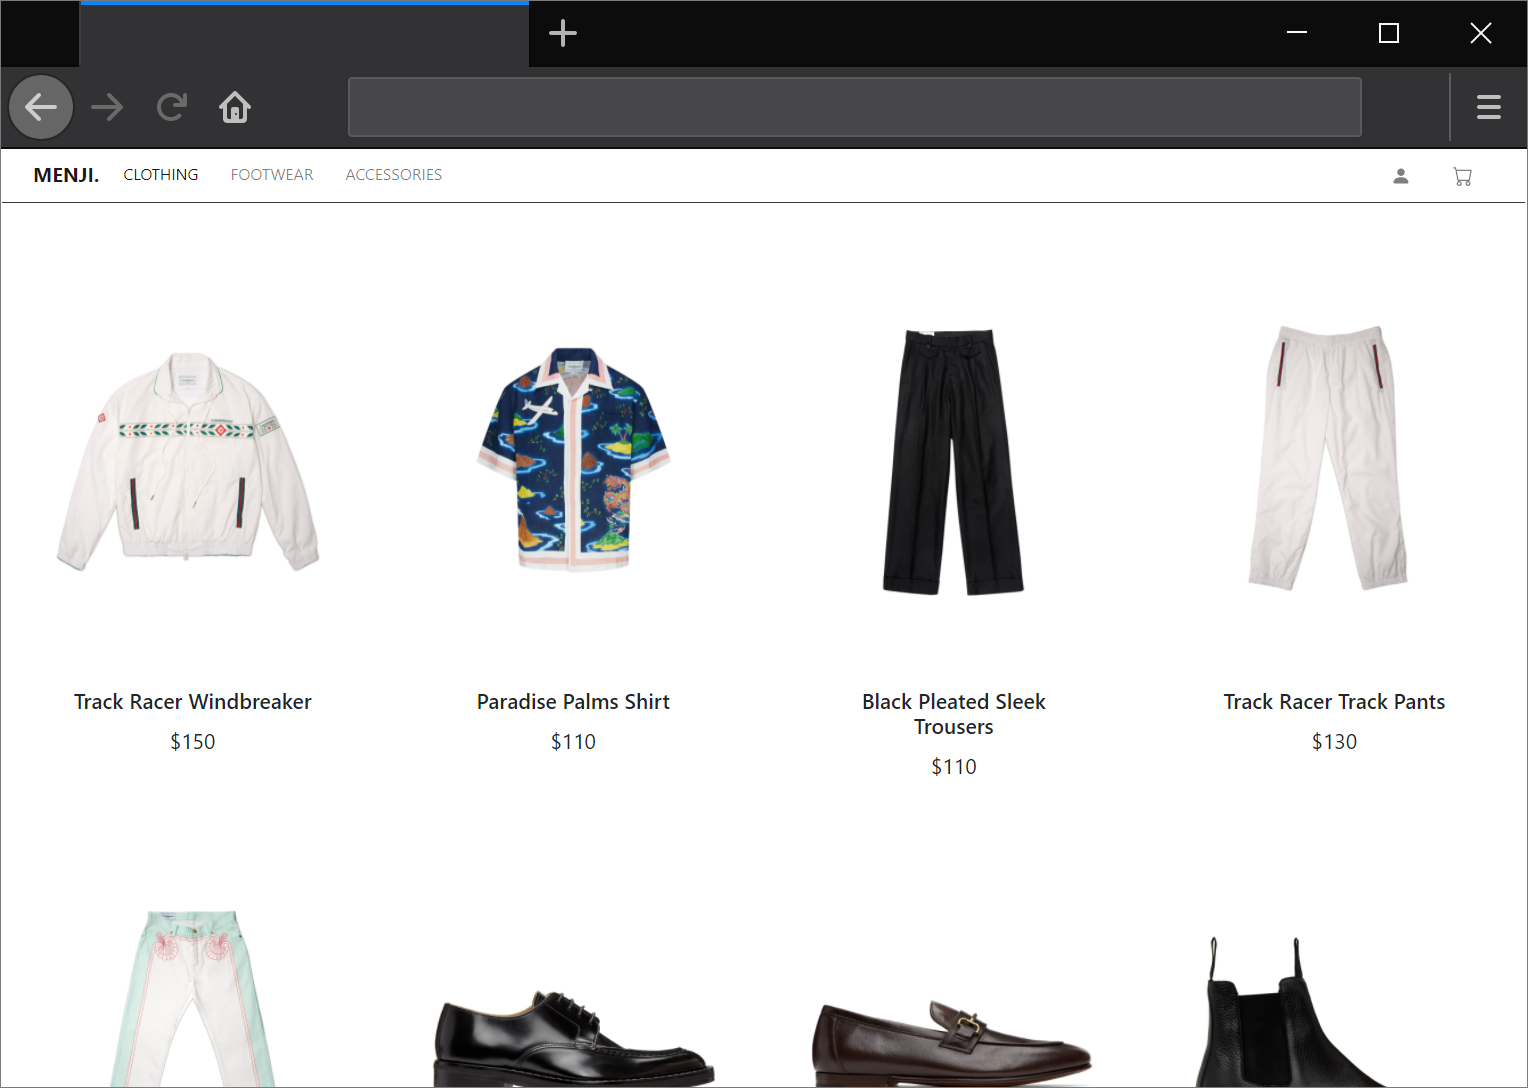 MENJI. CLOTHING FOOTWEAR ACCESSORIES
Track Racer Windbreaker
$150
Paradise Palms Shirt
$110
Black Pleated Sleek
Trousers
$110
Track Racer Track Pants
$130